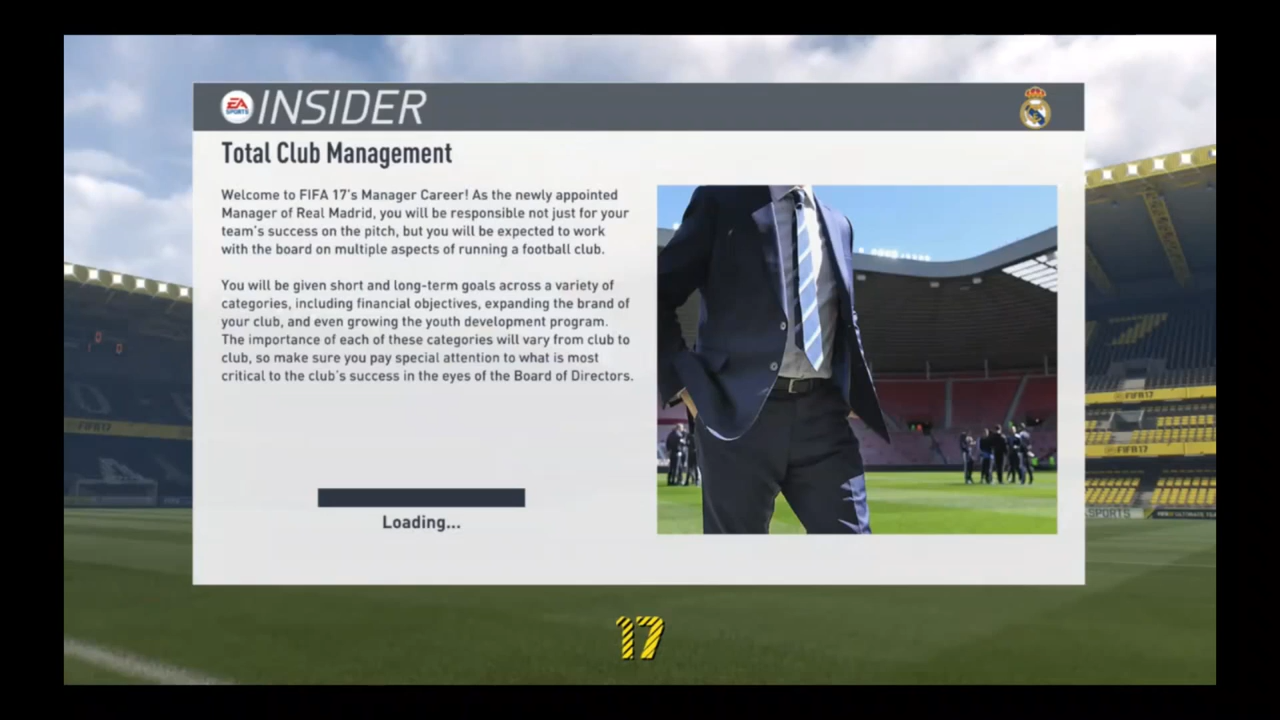 EA SPORTS INSIDER
Total Club Management
Welcome to FIFA 17's Manager Career! As the newly appointed
Manager of Real Madrid, you will be responsible not just for your
team's success on the pitch, but you will be expected to work
with the board on multiple aspects of running a football club.
You will be given short and long-term goals across a variety of
categories, including financial objectives, expanding the brand of
your club, and even growing the youth development program.
The importance of each of these categories will vary from club to
club, so make sure you pay special attention to what is most
critical to the club's success in the eyes of the Board of Directors.
Loading...
FIFA17
FIFA17
FIFA17
SPORTS
17